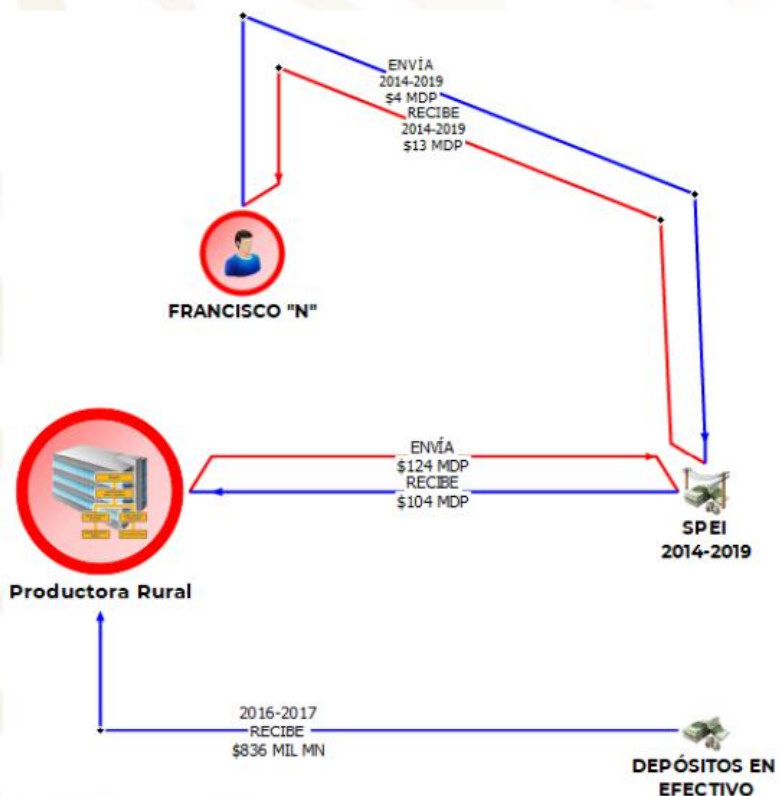 ENVÍA
2014-2019
$4 MDP
RECIBE
2014-2019
$13 MDP
FRANCISCO "N"
ENVÍA
$124 MDP
RECIBE
$104 MDP
SPEI
2014-2019
Productora Rural
2016-2017
RECIBE
$836 MIL MN
DEPÓSITOS EN
EFECTIVO